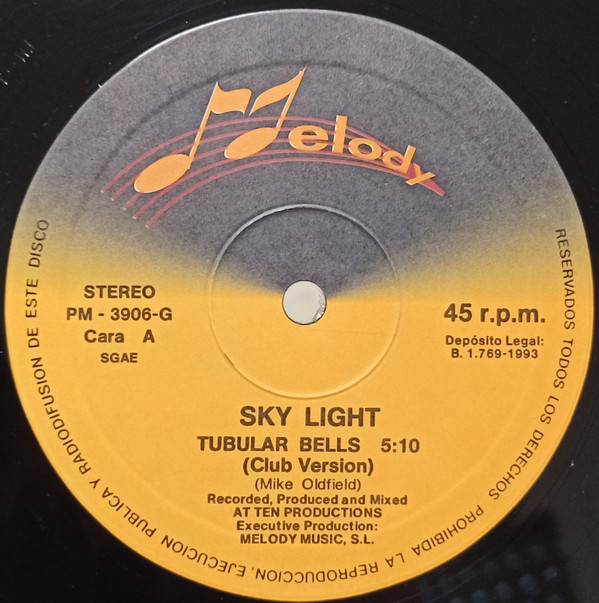 Melody
STEREO
PM - 3906-G
Cara A
SGAE
45 r.p.m.
Depósito Legal:
B. 1.769-1993
SKY LIGHT
TUBULAR BELLS 5:10
(Club Version)
(Mike Oldfield)
Recorded, Produced and Mixed
AT TEN PRODUCTIONS
Executive Production:
MELODY MUSIC, S.L.
RESERVADOS TODOS LOS DERECHOS PROHIBIDA LA REPRODUCCION, EJECUCION PUBLICA Y RADIODIFUSION DE ESTE DISCO